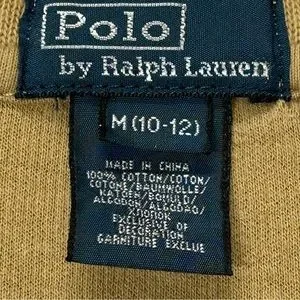 Polo
by Ralph Lauren
M (10-12)
MADE IN CHINA
100% COTTON/COTON/
COTONE/BAUMWOLLE/
KATOEN/BOMULD/
ALGODON/ALGODAO/
ХЛОПОК
EXCLUSIVE OF
DECORATION
GARNITURE EXCLUE